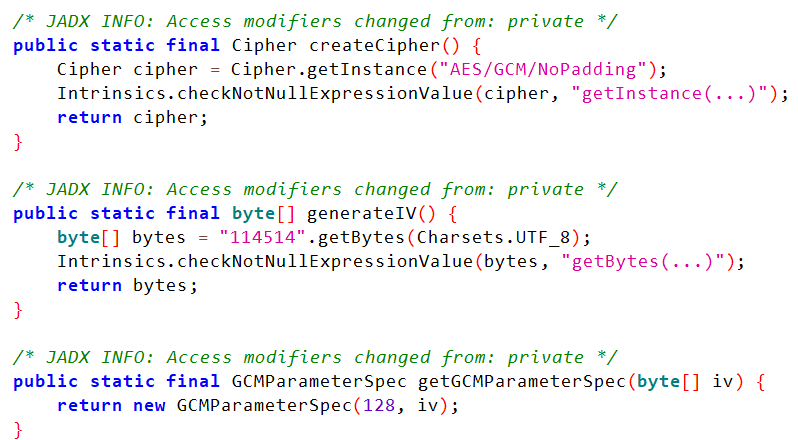 /* JADX INFO: Access modifiers changed from: private */
public static final Cipher createCipher() {
    Cipher cipher = Cipher.getInstance("AES/GCM/NoPadding");
    Intrinsics.checkNotNullExpressionValue(cipher, "getInstance(...)");
    return cipher;
}

/* JADX INFO: Access modifiers changed from: private */
public static final byte[] generateIV() {
    byte[] bytes = "114514".getBytes(Charsets.UTF_8);
    Intrinsics.checkNotNullExpressionValue(bytes, "getBytes(...)");
    return bytes;
}

/* JADX INFO: Access modifiers changed from: private */
public static final GCMParameterSpec getGCMParameterSpec(byte[] iv) {
    return new GCMParameterSpec(128, iv);
}